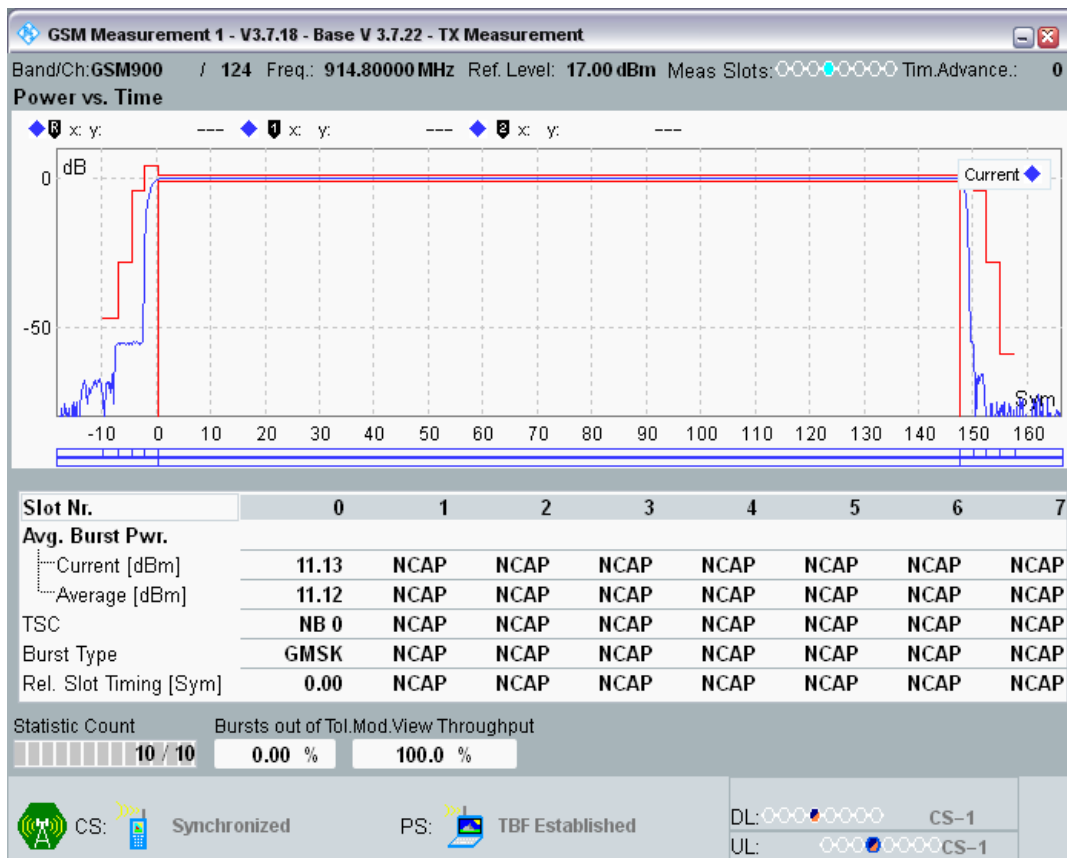 GSM Measurement 1 - V3.7.18 - Base V 3.7.22 - TX Measurement
Band/Ch:GSM900 / 124 Freq.: 914.80000 MHz Ref. Level: 17.00 dBm Meas Slots: Tim.Advance.: 0
Power vs. Time
R x: y: --- 1 x: y: --- 2 x: y: ---
dB
Current
0
-50
Sym
-10 0 10 20 30 40 50 60 70 80 90 100 110 120 130 140 150 160
Slot Nr. 0 1 2 3 4 5 6 7
Avg. Burst Pwr.
Current [dBm] 11.13 NCAP NCAP NCAP NCAP NCAP NCAP NCAP
Average [dBm] 11.12 NCAP NCAP NCAP NCAP NCAP NCAP NCAP
TSC NB 0 NCAP NCAP NCAP NCAP NCAP NCAP NCAP
Burst Type GMSK NCAP NCAP NCAP NCAP NCAP NCAP NCAP
Rel. Slot Timing [Sym] 0.00 NCAP NCAP NCAP NCAP NCAP NCAP NCAP
Statistic Count Bursts out of Tol.Mod.View Throughput
10 / 10 0.00 % 100.0 %
CS: Synchronized PS: TBF Established
DL: CS-1
UL: CS-1